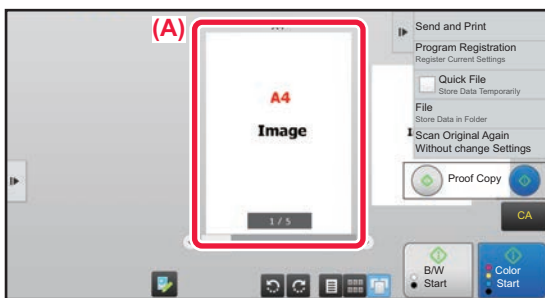 (A)
A4
Image
1 / 5
Send and Print
Program Registration
Register Current Settings
Quick File
Store Data Temporarily
File
Store Data in Folder
Scan Original Again
Without change Settings
Proof Copy
CA
B/W
Start
Color
Start